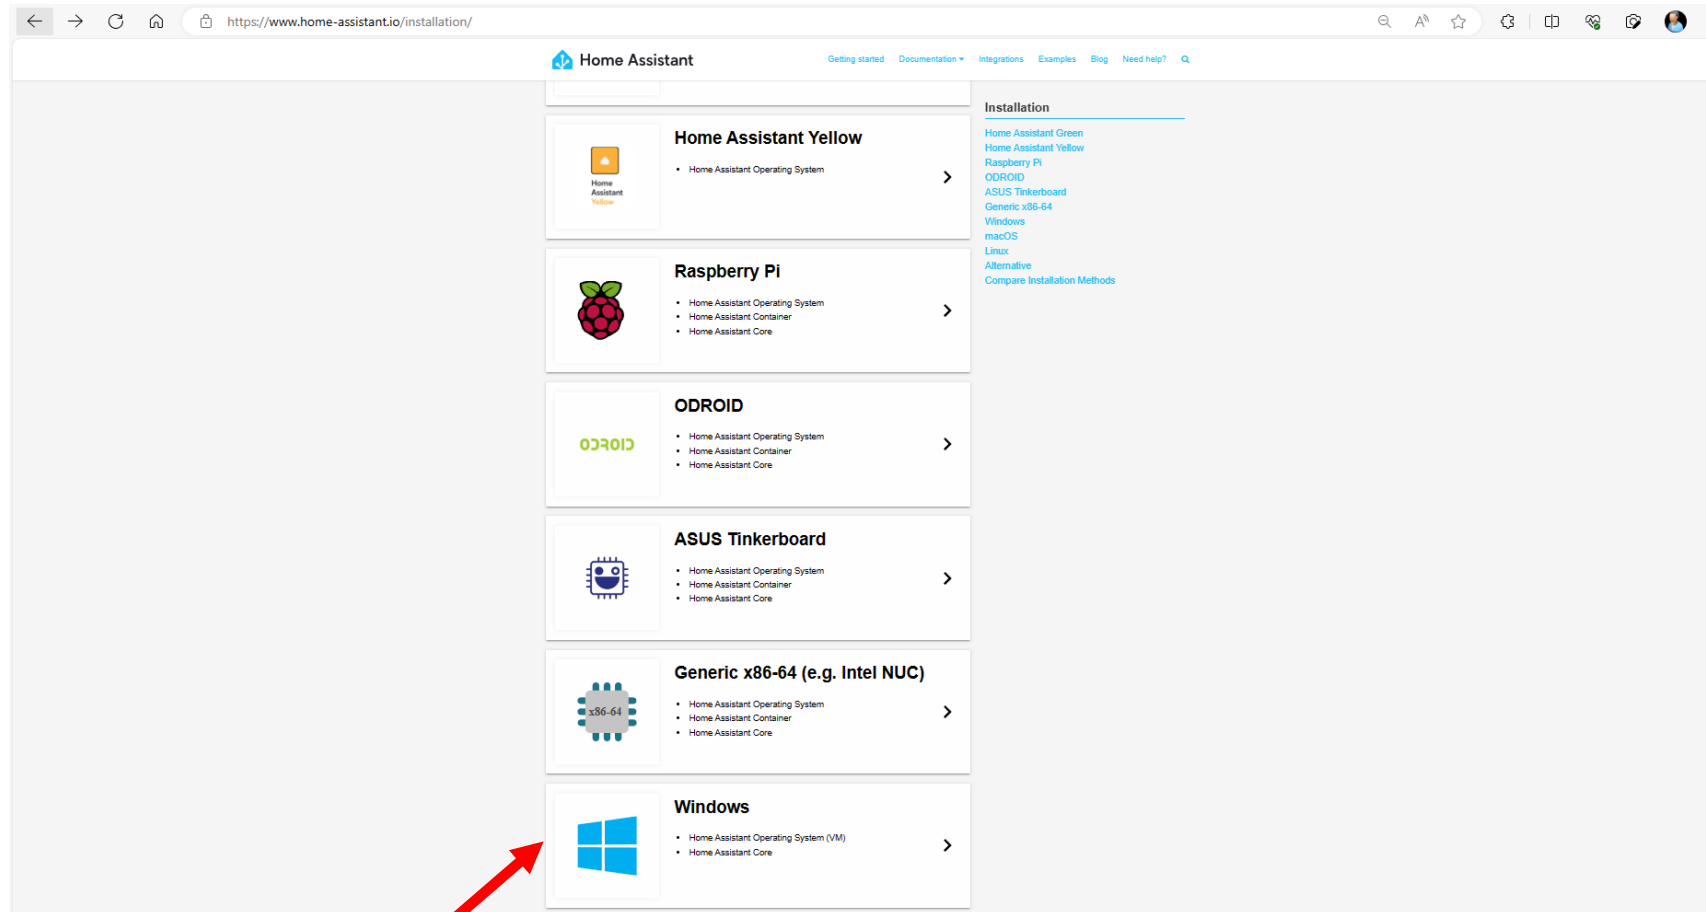 https://www.home-assistant.io/installation/
Home Assistant
Getting started Documentation Integrations Examples Blog Need help?
Home Assistant Yellow
Home Assistant Operating System
Home
Assistant
Yellow
Raspberry Pi
Home Assistant Operating System
Home Assistant Container
Home Assistant Core
ODROID
ODROID
Home Assistant Operating System
Home Assistant Container
Home Assistant Core
ASUS Tinkerboard
Home Assistant Operating System
Home Assistant Container
Home Assistant Core
Generic x86-64 (e.g. Intel NUC)
x86-64
Home Assistant Operating System
Home Assistant Container
Home Assistant Core
Windows
Home Assistant Operating System (VM)
Home Assistant Core
Installation
Home Assistant Green
Home Assistant Yellow
Raspberry Pi
ODROID
ASUS Tinkerboard
Generic x86-64
Windows
macOS
Linux
Alternative
Compare Installation Methods